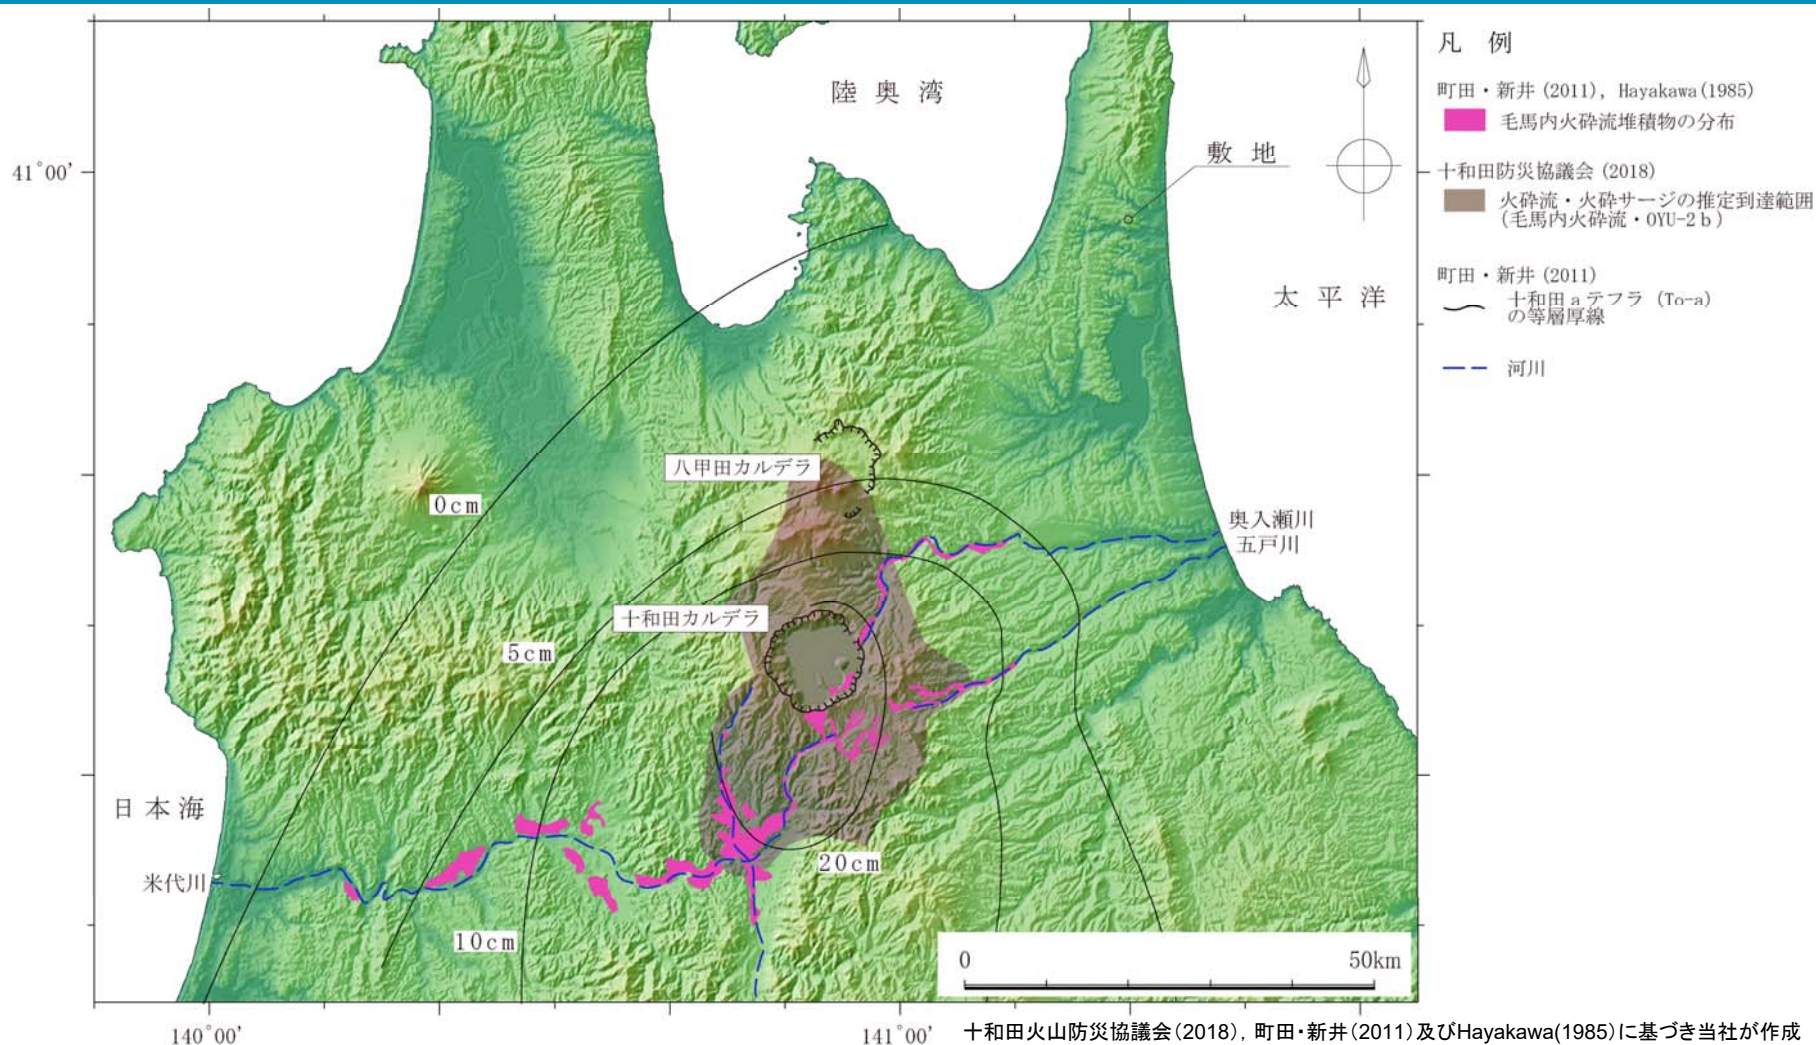 陸奥湾
敷地
41°00'
太平洋
八甲田カルデラ
0cm
奥入瀬川
五戸川
十和田カルデラ
5cm
日本海
20cm
米代川
10cm
0
50km
140°00'
141°00'
凡例
町田・新井(2011), Hayakawa(1985)
毛馬内火砕流堆積物の分布
十和田防災協議会(2018)
火砕流・火砕サージの推定到達範囲
(毛馬内火砕流・OYU-2b)
町田・新井(2011)
十和田aテフラ (To-a)
の等層厚線
河川
十和田火山防災協議会(2018), 町田・新井(2011)及びHayakawa(1985)に基づき当社が作成